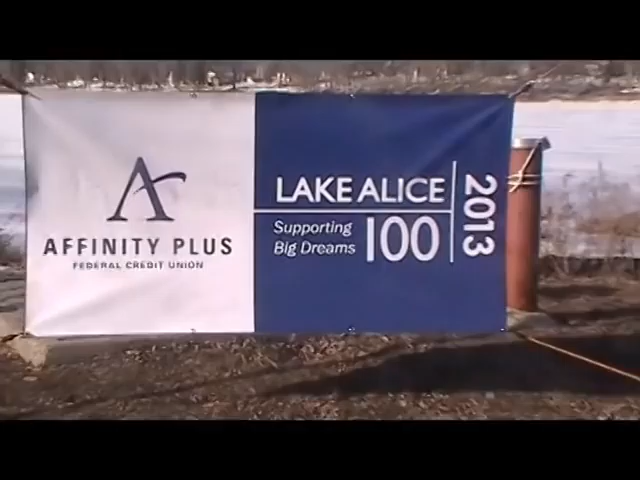 AFFINITY PLUS
FEDERAL CREDIT UNION
LAKE ALICE
Supporting
Big Dreams
100
2013